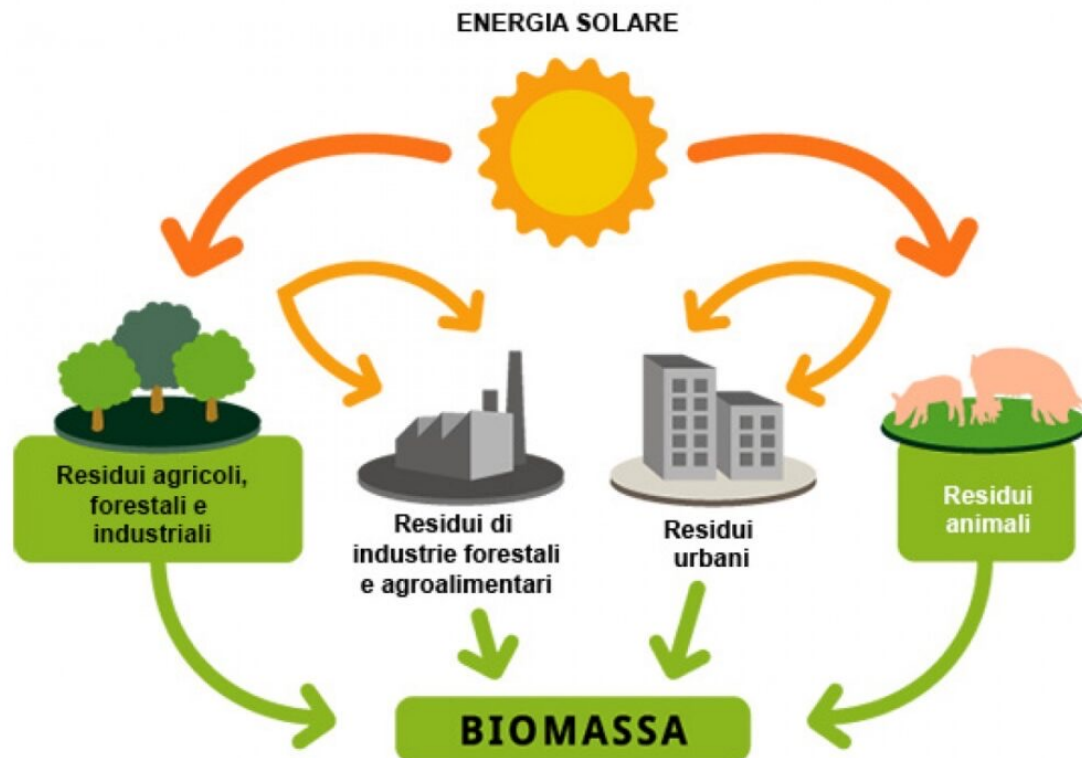 ENERGIA SOLARE
Residui agricoli,
forestali e
industriali
Residui di
industrie forestali
e agroalimentari
Residui
urbani
Residui
animali
BIOMASSA